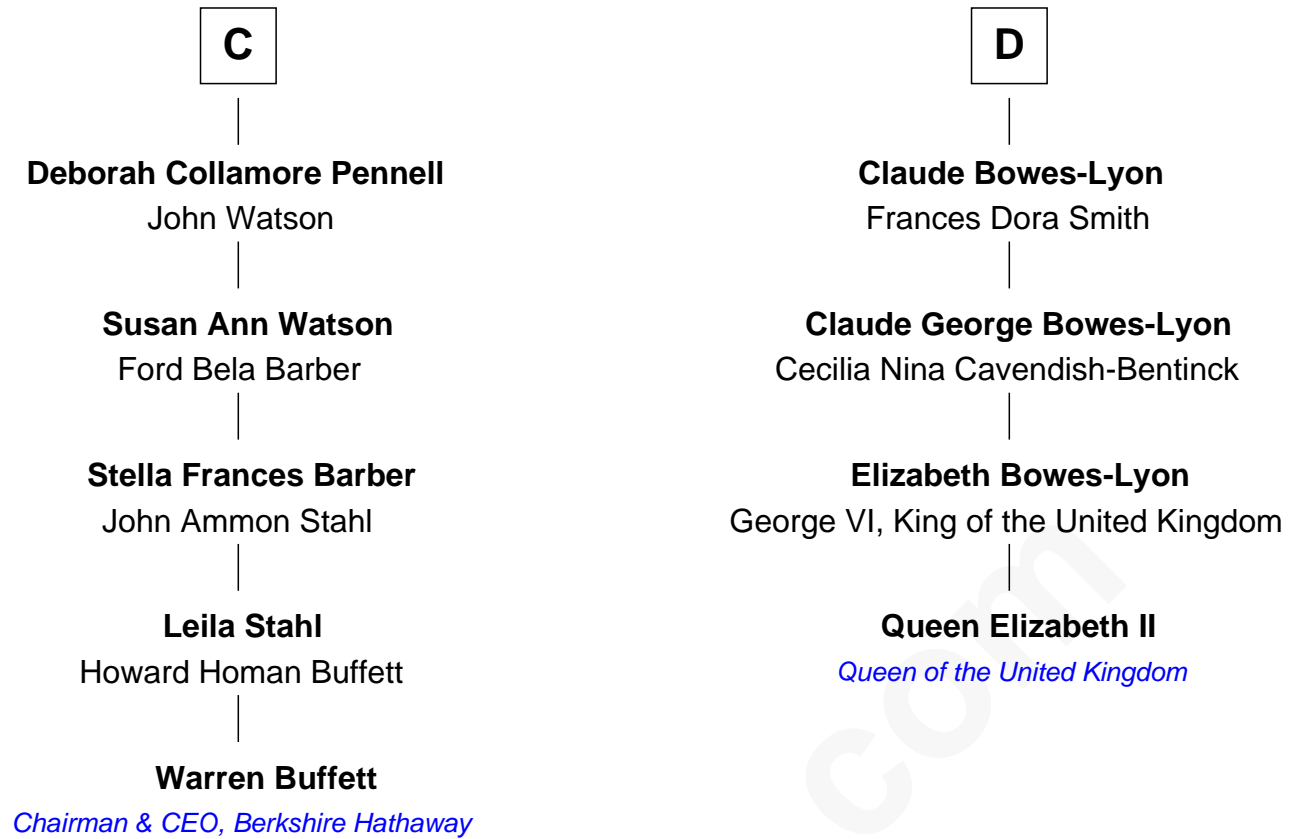 C
Deborah Collamore Pennell
John Watson
Susan Ann Watson
Ford Bela Barber
Stella Frances Barber
John Ammon Stahl
Leila Stahl
Howard Homan Buffett
Warren Buffett
Chairman & CEO, Berkshire Hathaway
D
Claude Bowes-Lyon
Frances Dora Smith
Claude George Bowes-Lyon
Cecilia Nina Cavendish-Bentinck
Elizabeth Bowes-Lyon
George VI, King of the United Kingdom
Queen Elizabeth II
Queen of the United Kingdom
com